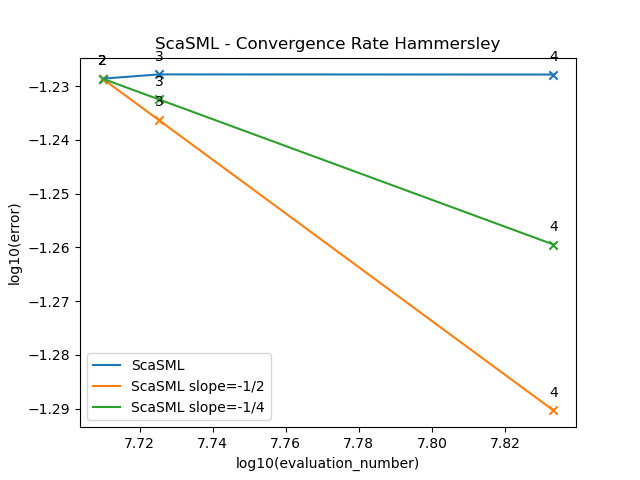 ScaSML - Convergence Rate Hammersley
2
3
3
3
4
4
4
−1.23
−1.24
−1.25
−1.26
−1.27
−1.28
−1.29
log10(error)
ScaSML
ScaSML slope=-1/2
ScaSML slope=-1/4
7.72 7.74 7.76 7.78 7.80 7.82
log10(evaluation_number)